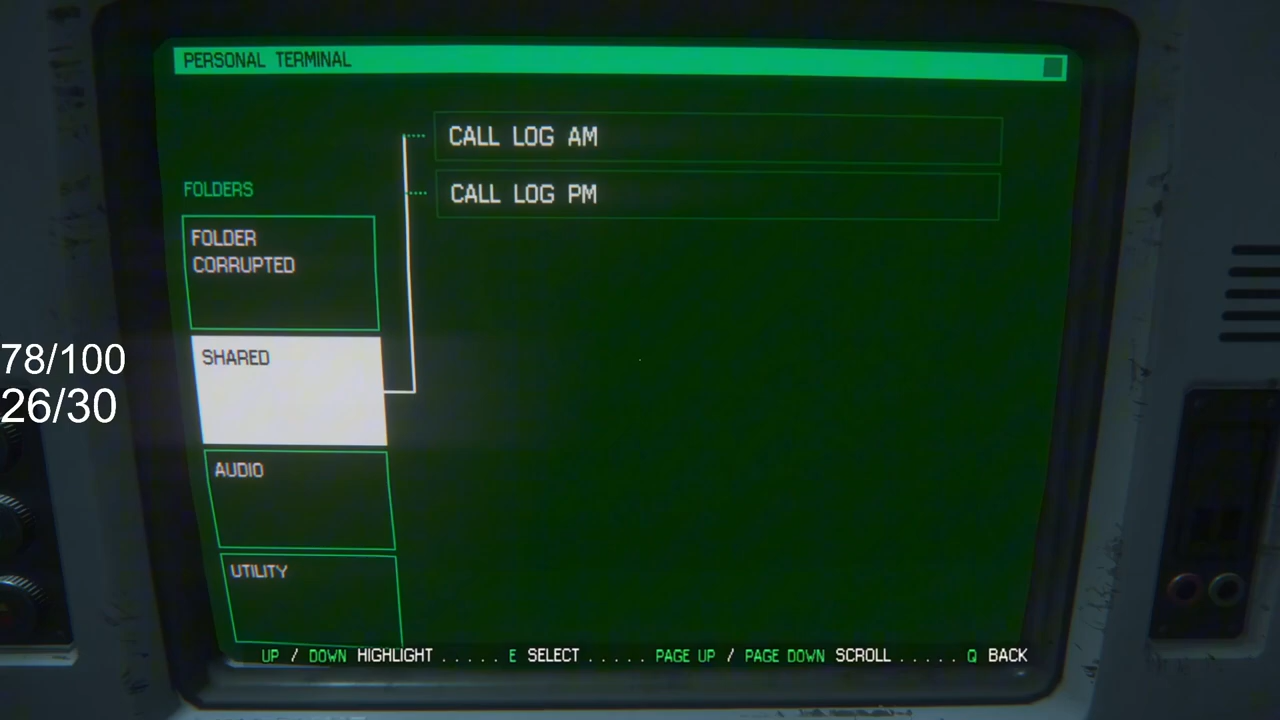 PERSONAL TERMINAL
CALL LOG AM
CALL LOG PM
FOLDERS
FOLDER
CORRUPTED
SHARED
78/100
26/30
AUDIO
UTILITY
UP / DOWN HIGHLIGHT ..... E SELECT ..... PAGE UP / PAGE DOWN SCROLL ..... Q BACK